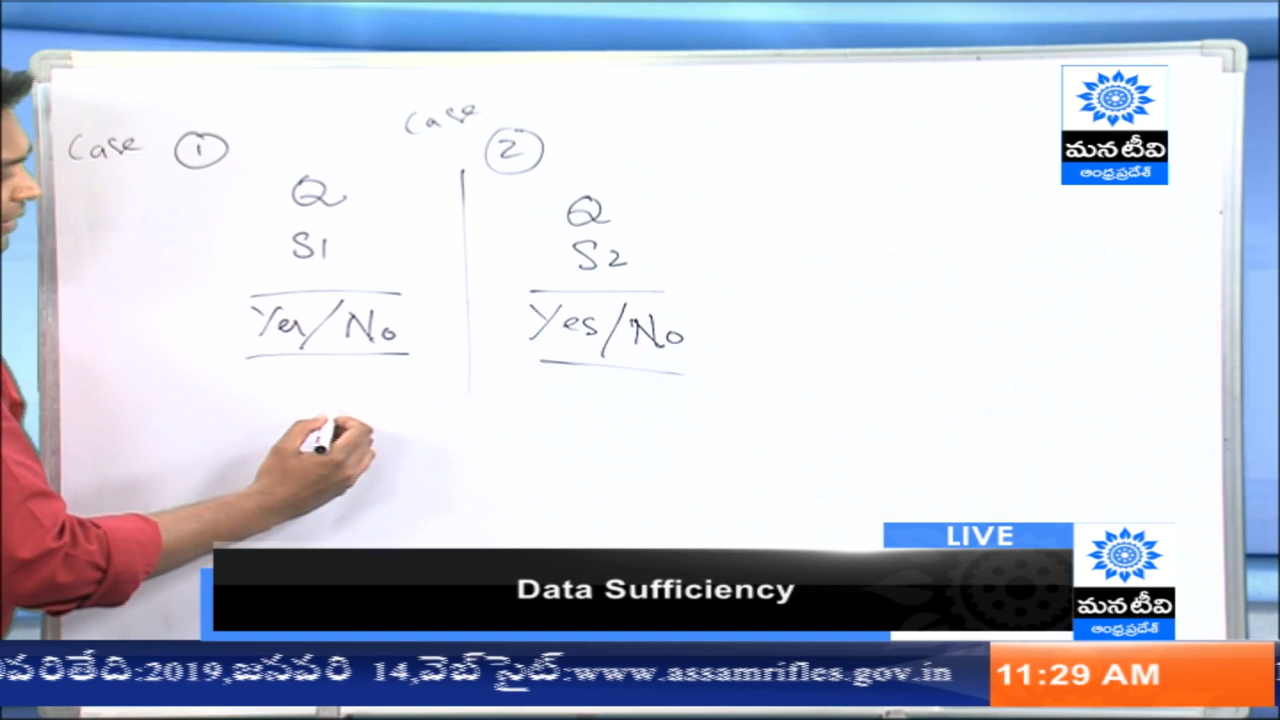 Case ①
Q
S1
Yes/No
Case ②
Q
S2
Yes/No
మన టీవి
ఆంధ్రప్రదేశ్
LIVE
Data Sufficiency
మన టీవి
ఆంధ్రప్రదేశ్
తేది:2019,జనవరి 14,వెబ్ సైట్:www.assamrifles.gov.in
11:29 AM